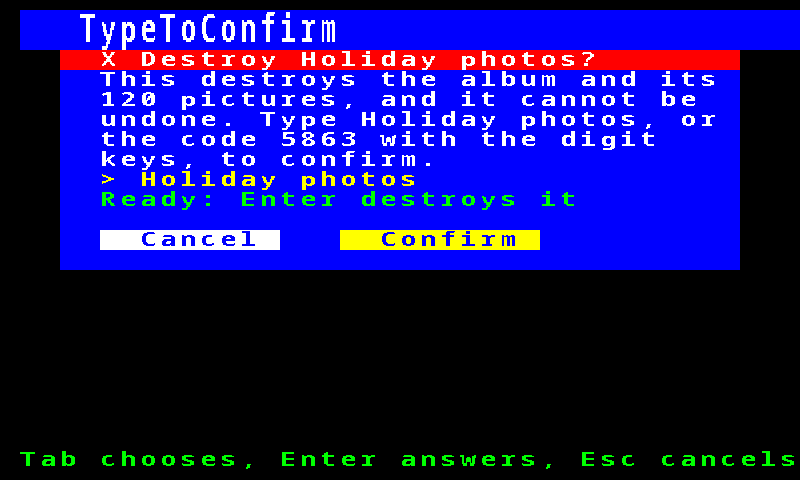 TypeToConfirm
X Destroy Holiday photos?
This destroys the album and its
120 pictures, and it cannot be
undone. Type Holiday photos, or
the code 5863 with the digit
keys, to confirm.
> Holiday photos
Ready: Enter destroys it
Cancel Confirm
Tab chooses, Enter answers, Esc cancels